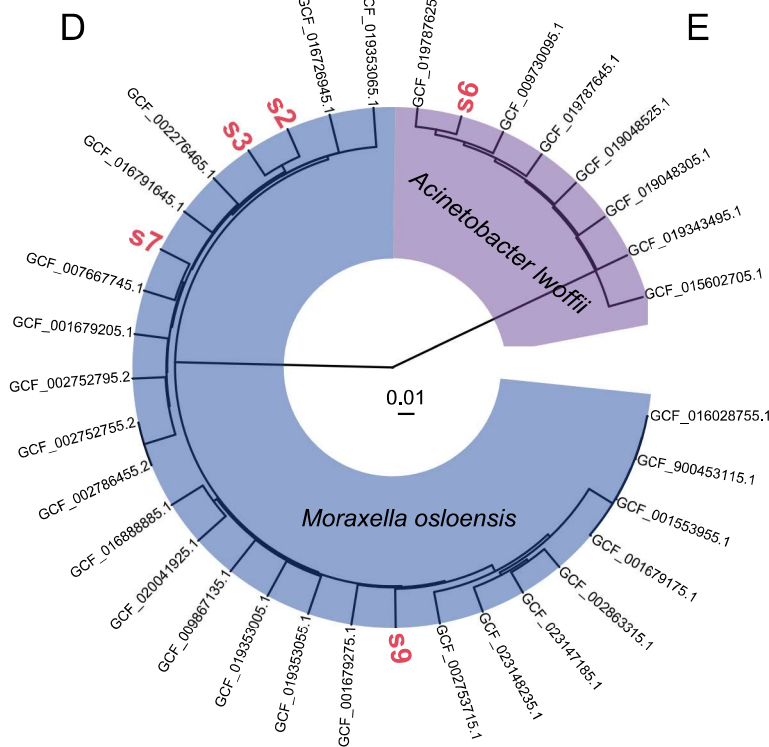 D
E
GCF_016726945.1
GCF_019353065.1
GCF_019787625
s6
GCF_009730095.1
GCF_019787645.1
GCF_019048525.1
GCF_019048305.1
GCF_019343495.1
GCF_015602705.1
Acinetobacter lwoffii
s2
s3
GCF_002276465.1
GCF_016791645.1
s7
GCF_007667745.1
GCF_001679205.1
GCF_002752795.2
GCF_002752755.2
GCF_002786455.2
GCF_016888885.1
GCF_020041925.1
GCF_009867135.1
GCF_019353005.1
GCF_019353055.1
GCF_001679275.1
s9
GCF_002753715.1
GCF_023148235.1
GCF_023147185.1
GCF_002863315.1
GCF_001679175.1
GCF_001553955.1
GCF_900453115.1
GCF_016028755.1
0.01
Moraxella osloensis